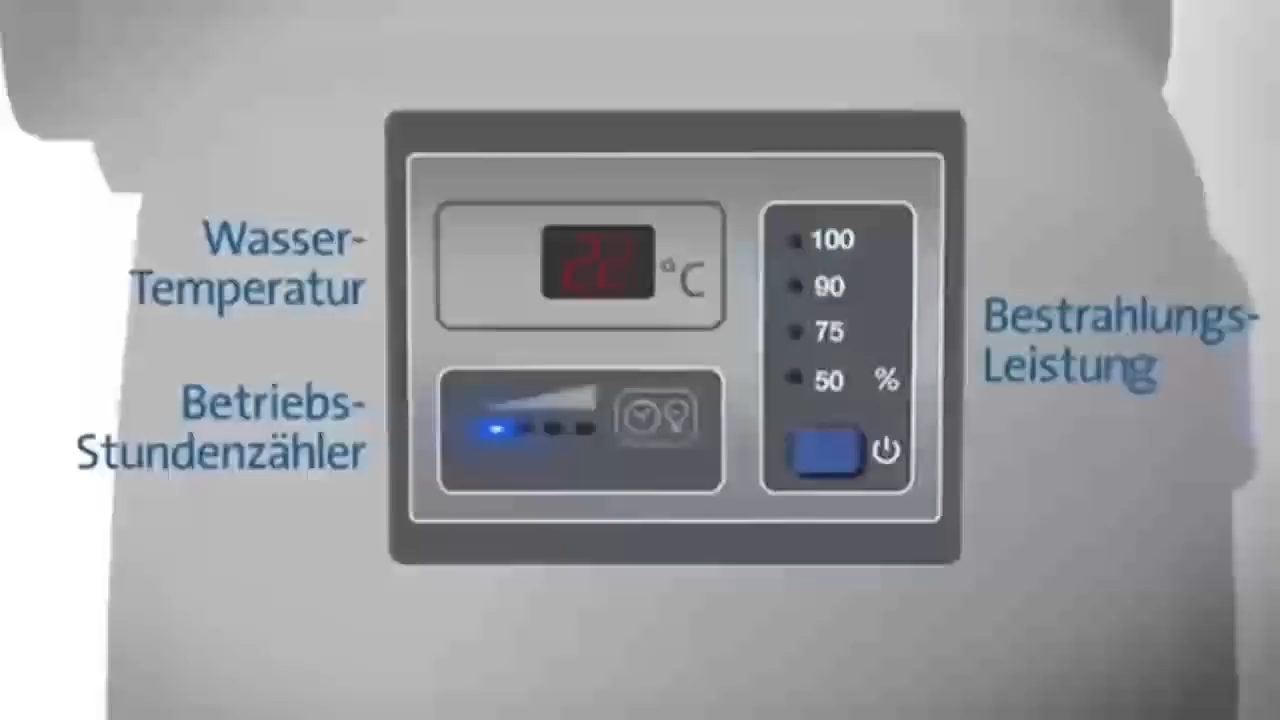 Wasser-
Temperatur
22 °C
Betriebs-
Stundenzähler
100
90
75
50 %
Bestrahlungs-
Leistung